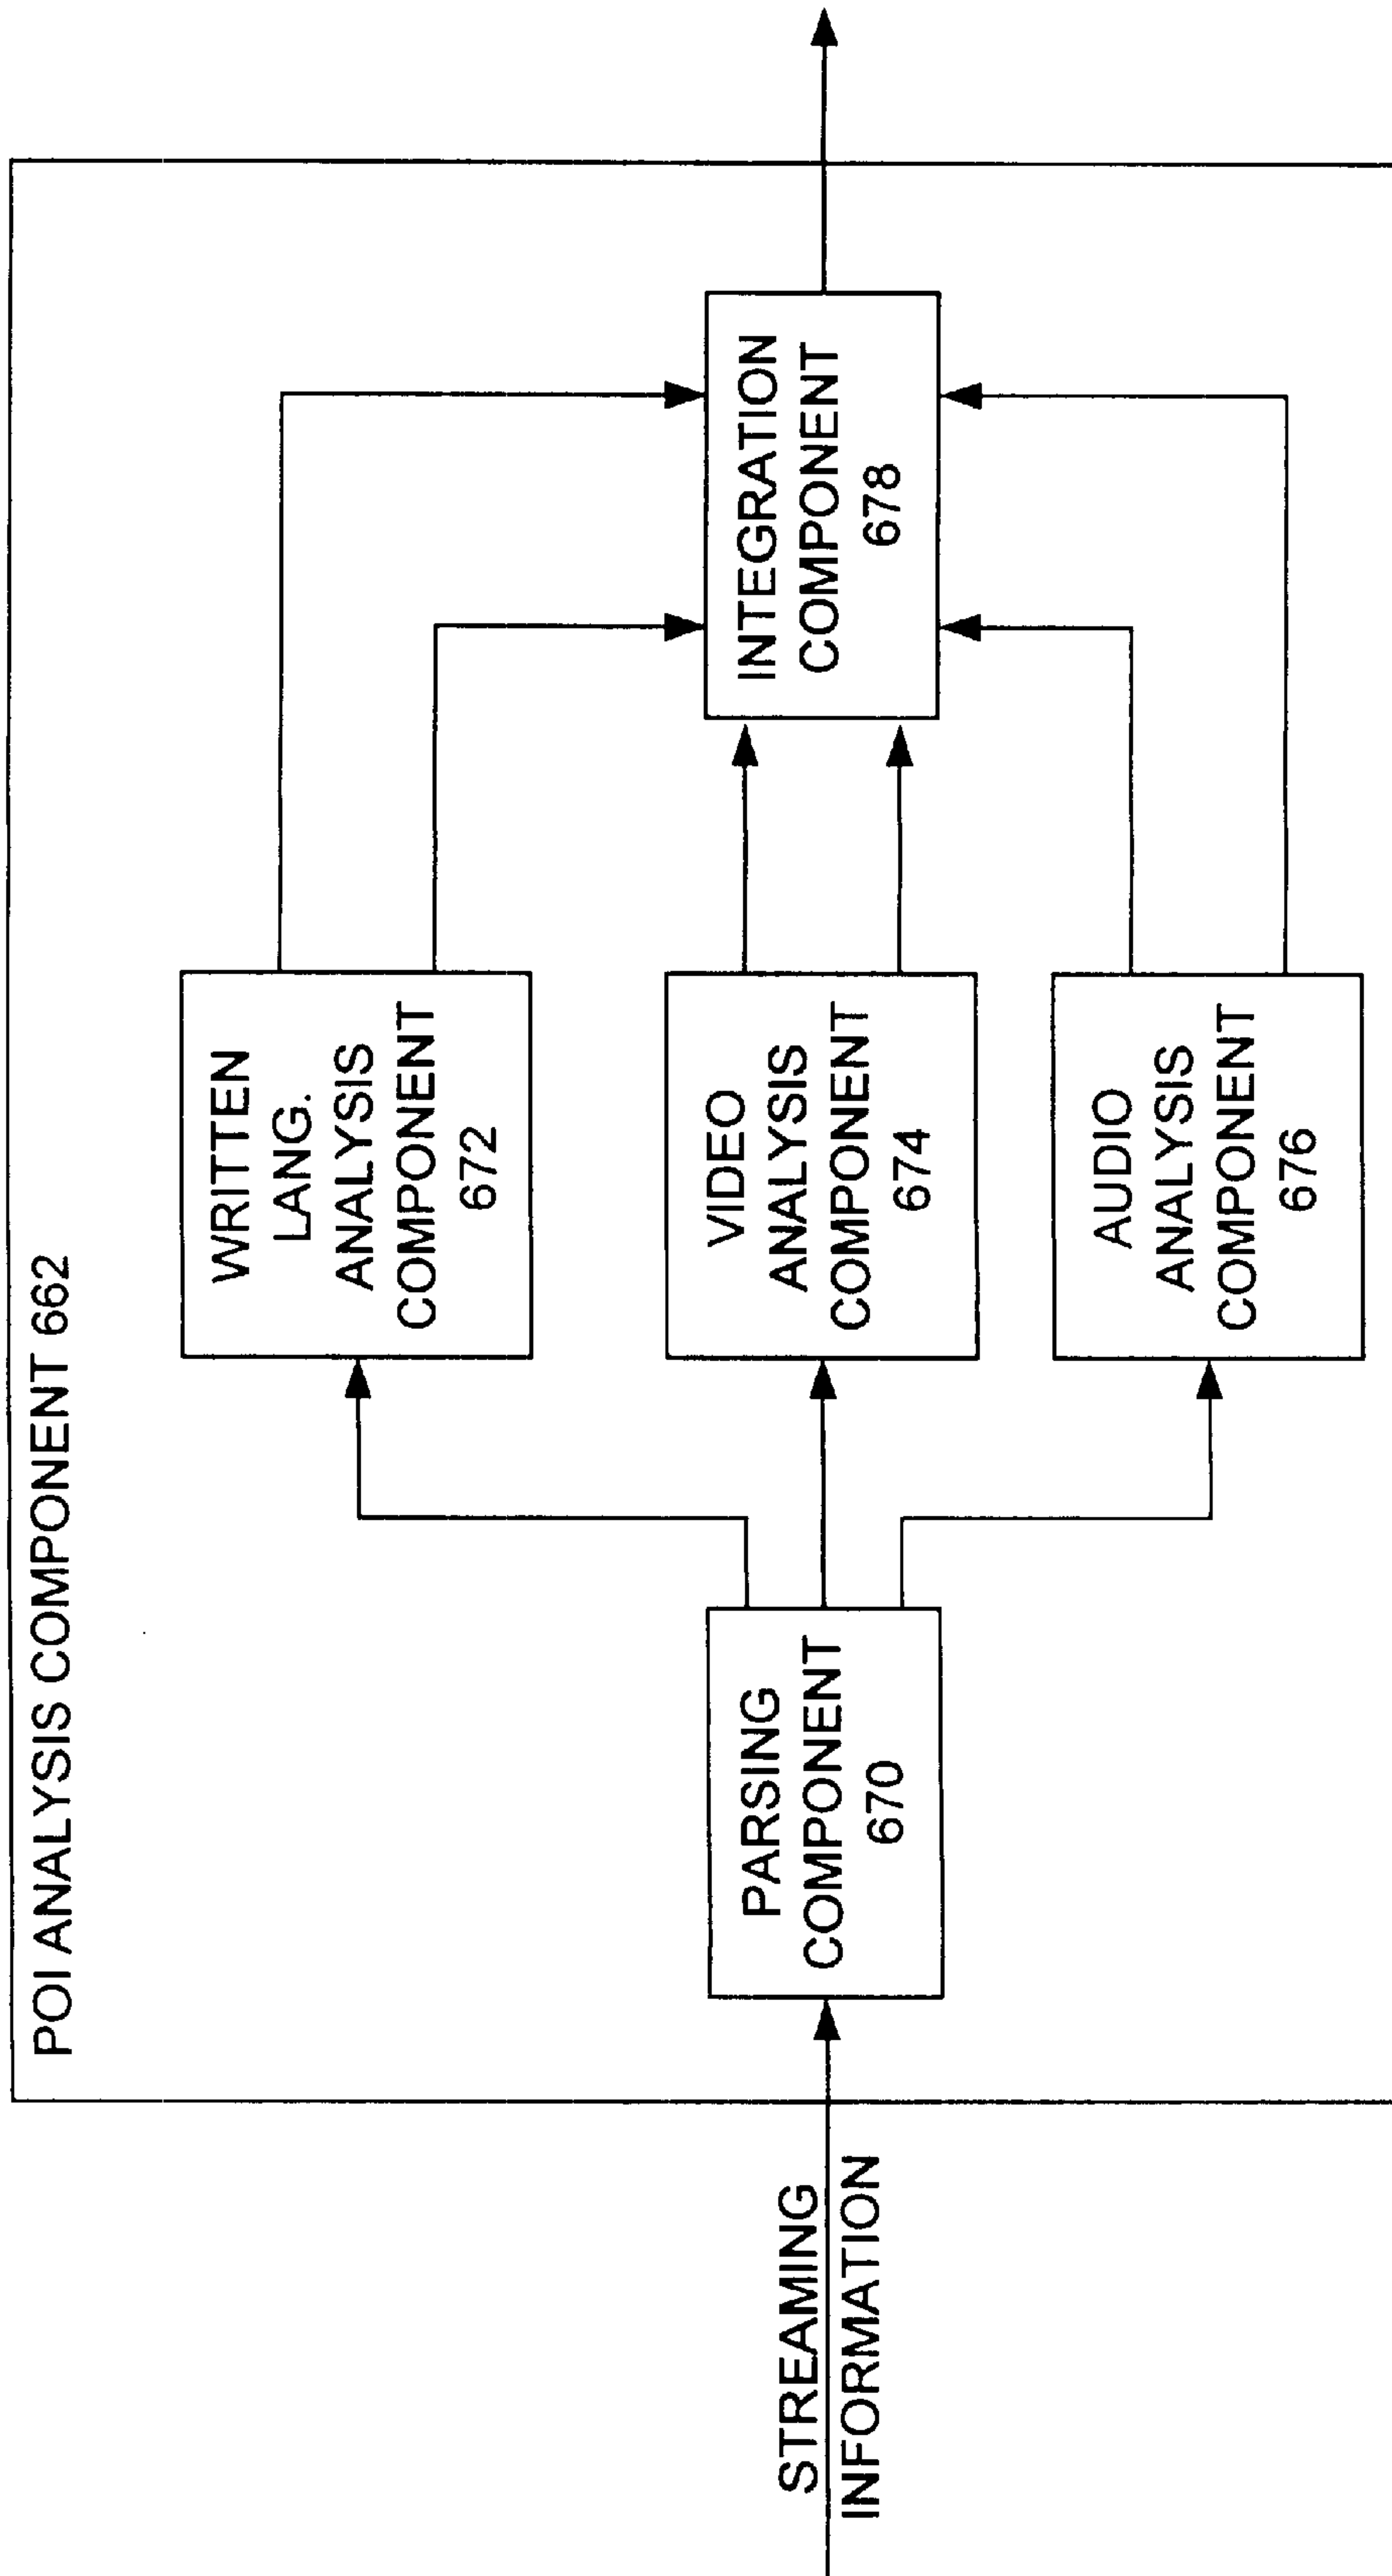 POI ANALYSIS COMPONENT 662
STREAMING
INFORMATION
PARSING
COMPONENT
670
WRITTEN
LANG.
ANALYSIS
COMPONENT
672
VIDEO
ANALYSIS
COMPONENT
674
AUDIO
ANALYSIS
COMPONENT
676
INTEGRATION
COMPONENT
678